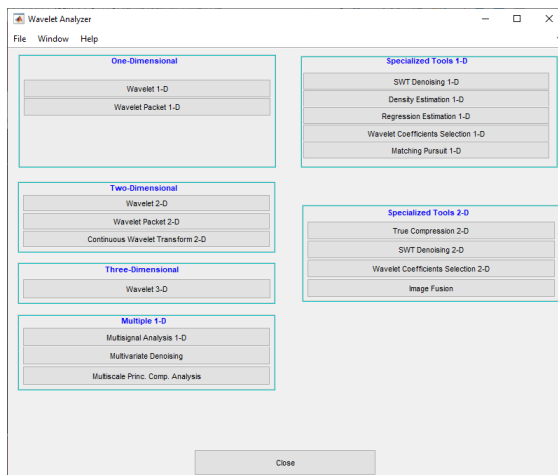 Wavelet Analyzer
File Window Help
One-Dimensional
Wavelet 1-D
Wavelet Packet 1-D
Two-Dimensional
Wavelet 2-D
Wavelet Packet 2-D
Continuous Wavelet Transform 2-D
Three-Dimensional
Wavelet 3-D
Multiple 1-D
Multisignal Analysis 1-D
Multivariate Denoising
Multiscale Princ. Comp. Analysis
Specialized Tools 1-D
SWT Denoising 1-D
Density Estimation 1-D
Regression Estimation 1-D
Wavelet Coefficients Selection 1-D
Matching Pursuit 1-D
Specialized Tools 2-D
True Compression 2-D
SWT Denoising 2-D
Wavelet Coefficients Selection 2-D
Image Fusion
Close